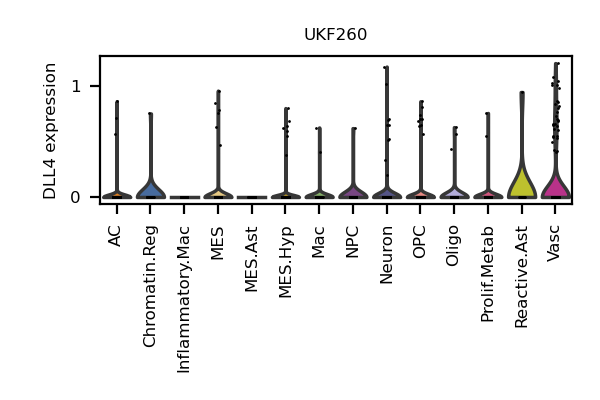 UKF260
DLL4 expression
1
0
AC
Chromatin.Reg
Inflammatory.Mac
MES
MES.Ast
MES.Hyp
Mac
NPC
Neuron
OPC
Oligo
Prolif.Metab
Reactive.Ast
Vasc